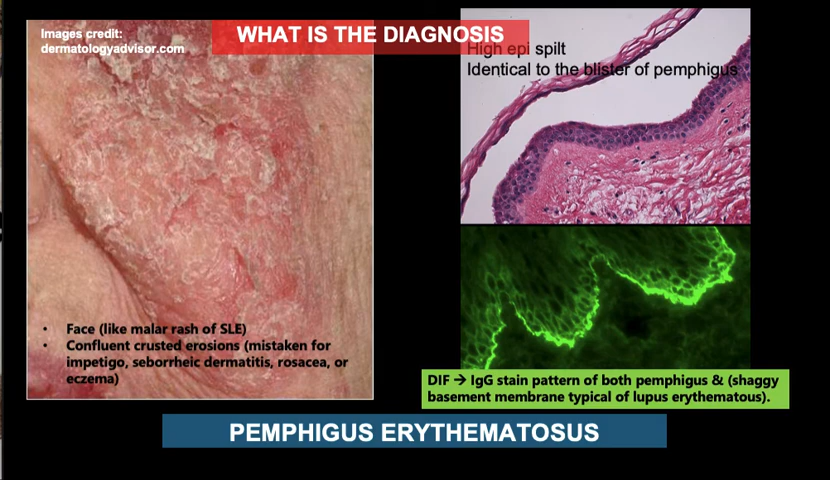 Images credit:
dermatologyadvisor.com
WHAT IS THE DIAGNOSIS
High epi spilt
Identical to the blister of pemphigus
• Face (like malar rash of SLE)
• Confluent crusted erosions (mistaken for
impetigo, seborrheic dermatitis, rosacea, or
eczema)
DIF → IgG stain pattern of both pemphigus & (shaggy
basement membrane typical of lupus erythematous).
PEMPHIGUS ERYTHEMATOSUS